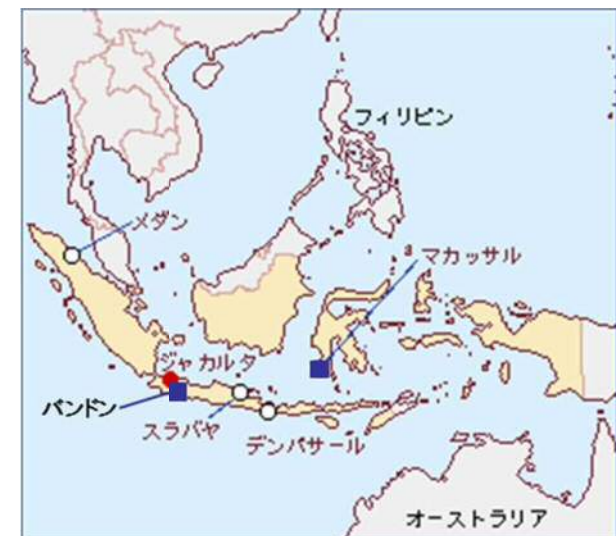 フィリピン
メダン
マカッサル
ジャカルタ
バンドン
スラバヤ
デンパサール
オーストラリア